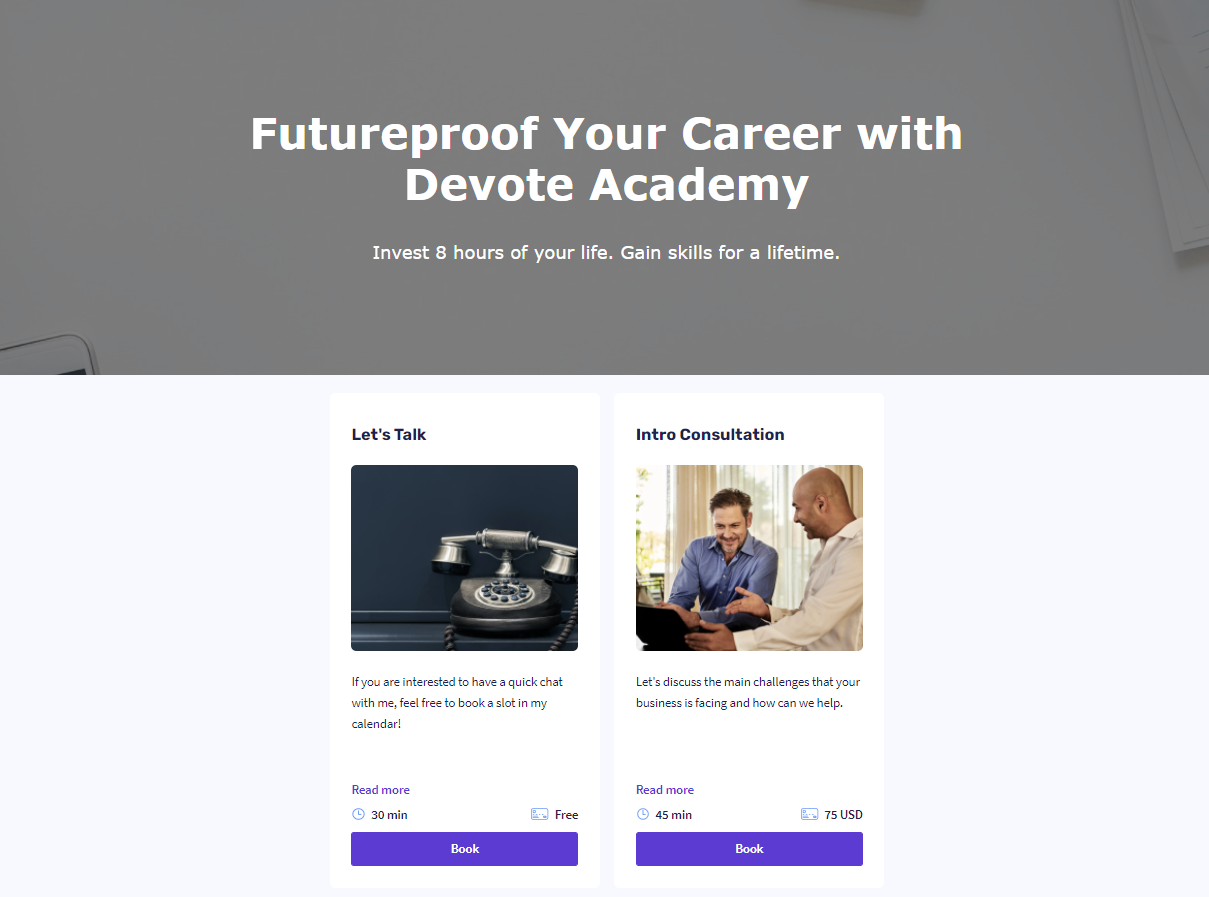 Futureproof Your Career with
Devote Academy
Invest 8 hours of your life. Gain skills for a lifetime.
Let's Talk
If you are interested to have a quick chat
with me, feel free to book a slot in my
calendar!
Read more
30 min
Free
Book
Intro Consultation
Let's discuss the main challenges that your
business is facing and how can we help.
Read more
45 min
75 USD
Book